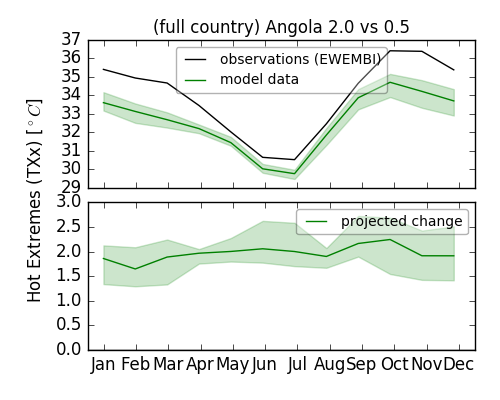 (full country) Angola 2.0 vs 0.5
37
36
35
34
33
32
31
30
29
observations (EWEMBI)
model data
Hot Extremes (TXx) [°C]
3.0
2.5
2.0
1.5
1.0
0.5
0.0
projected change
Jan Feb Mar Apr May Jun Jul Aug Sep Oct Nov Dec